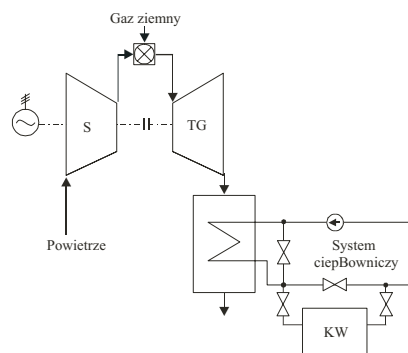 Gaz ziemny
S
TG
Powietrze
System
ciepBowniczy
KW